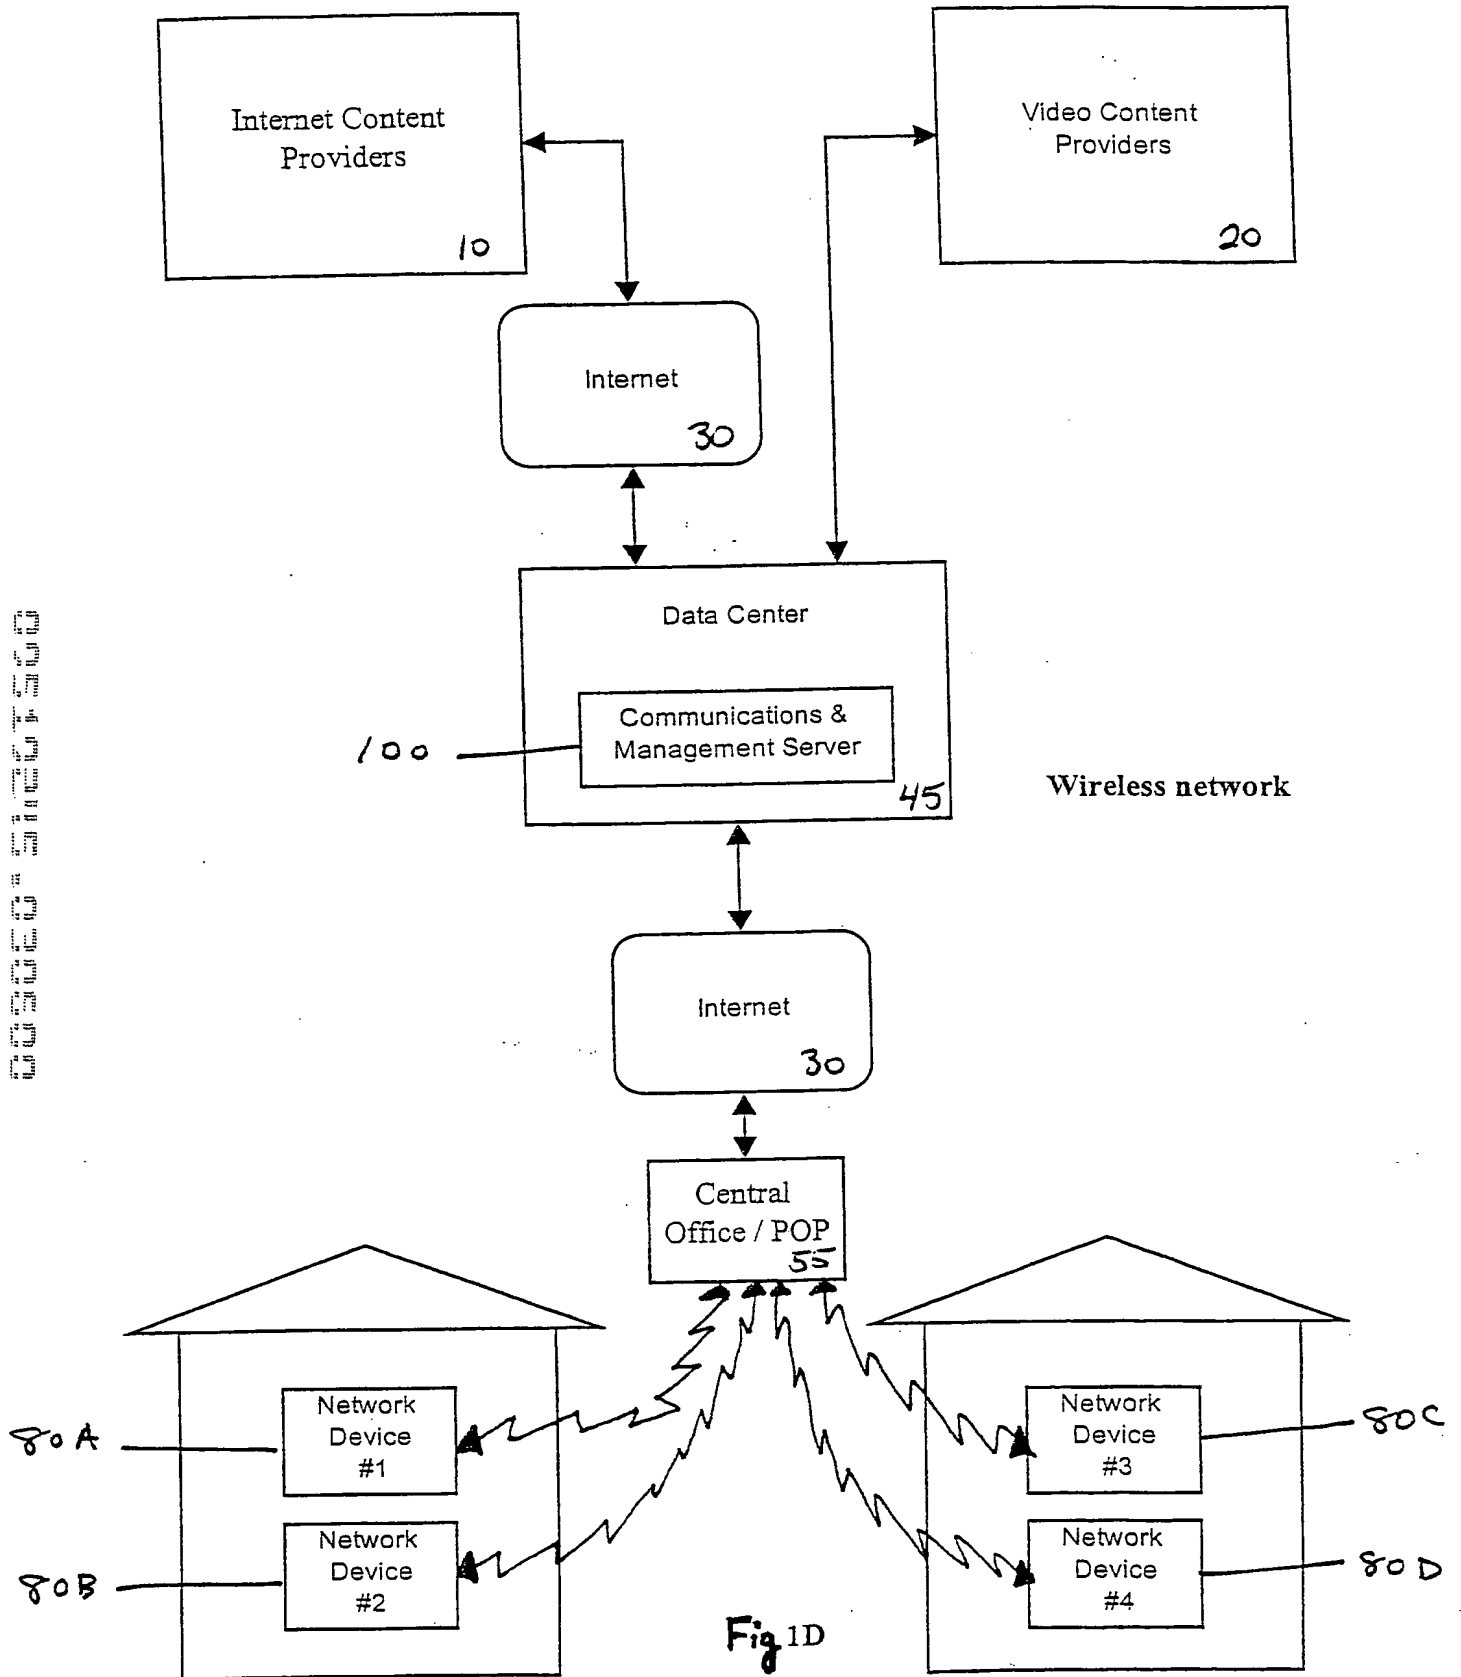 Internet Content
Providers
10
Video Content
Providers
20
Internet
30
Data Center
Communications &
Management Server
100
45
Wireless network
Internet
30
Central
Office / POP
55
Network
Device
#1
80A
Network
Device
#3
80C
Network
Device
#2
80B
Network
Device
#4
80D
Fig 1D